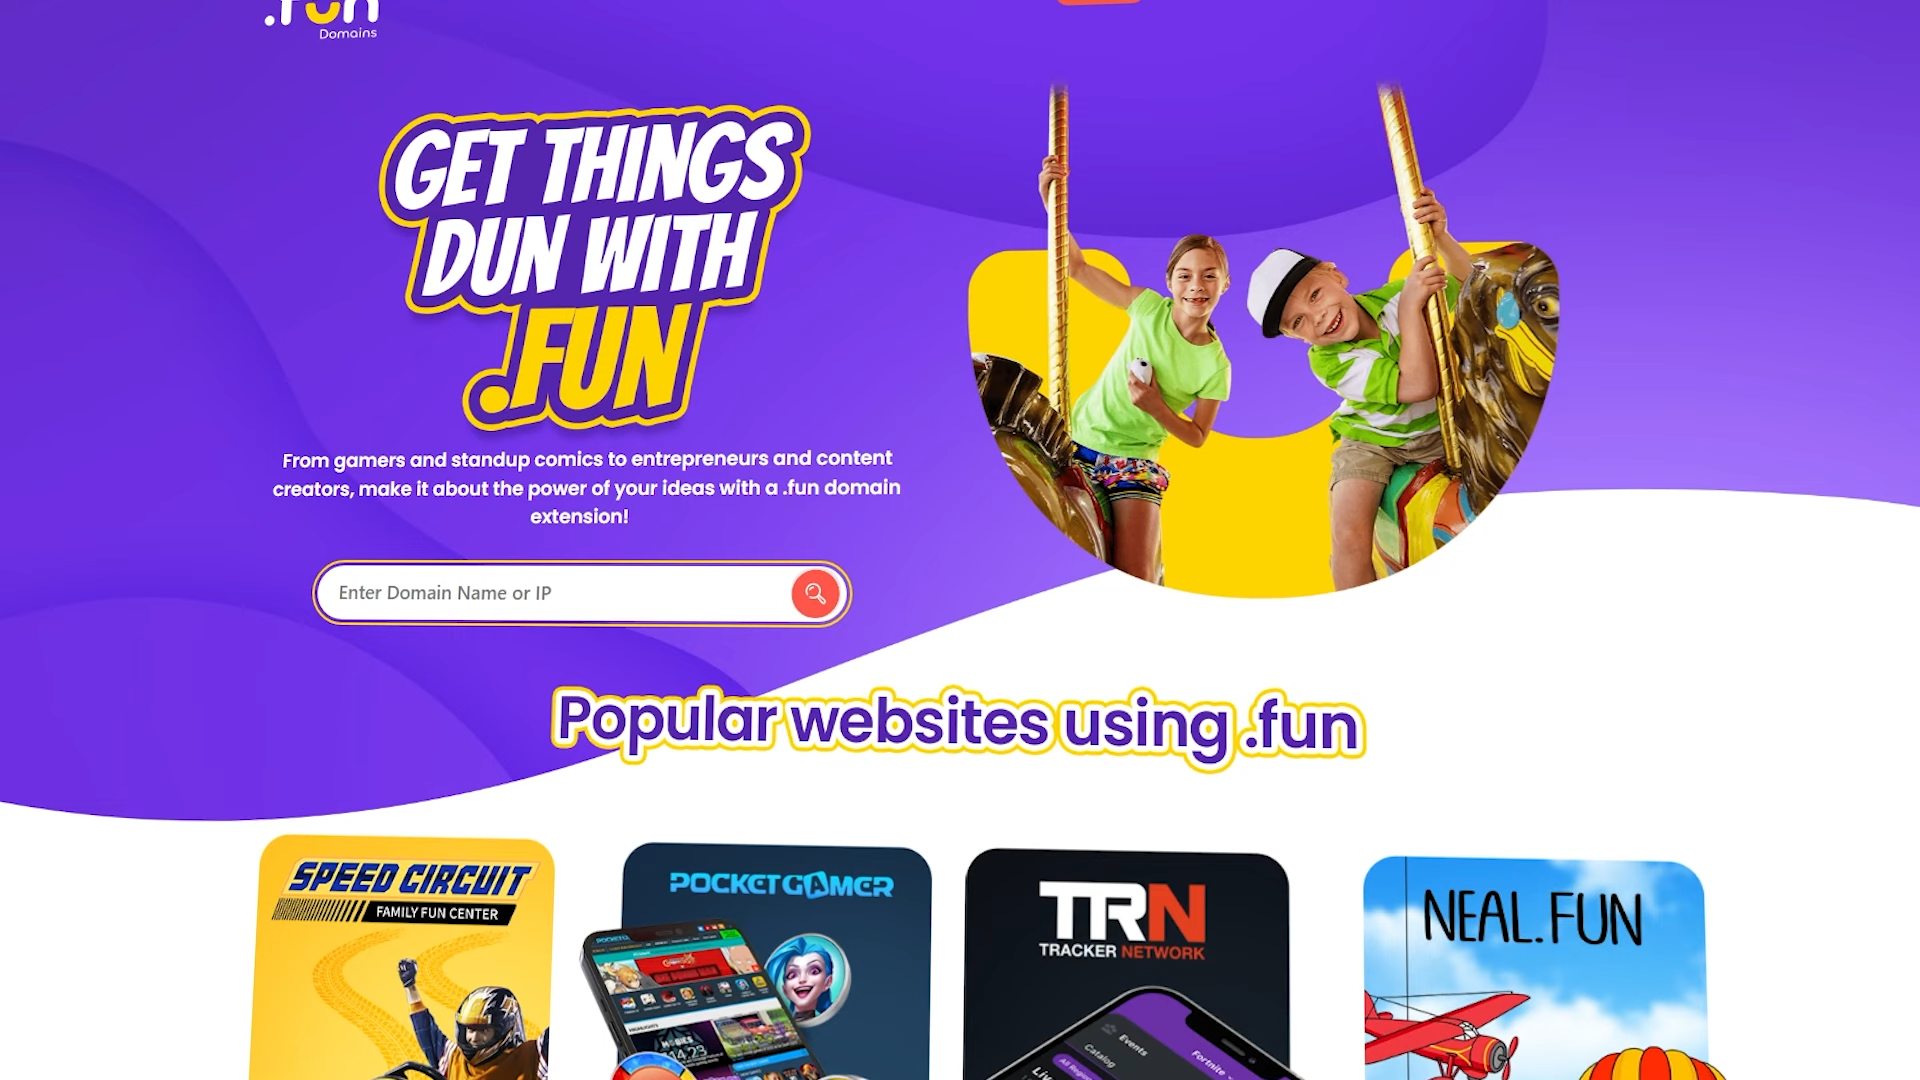 .fun
Domains
GET THINGS
DUN WITH
.FUN
From gamers and standup comics to entrepreneurs and content
creators, make it about the power of your ideas with a .fun domain
extension!
Enter Domain Name or IP
Popular websites using .fun
SPEED CIRCUIT
FAMILY FUN CENTER
POCKETGAMER
TRN
TRACKER NETWORK
NEAL.FUN
HIGHLIGHTS
Events
Fortnite
Catalog